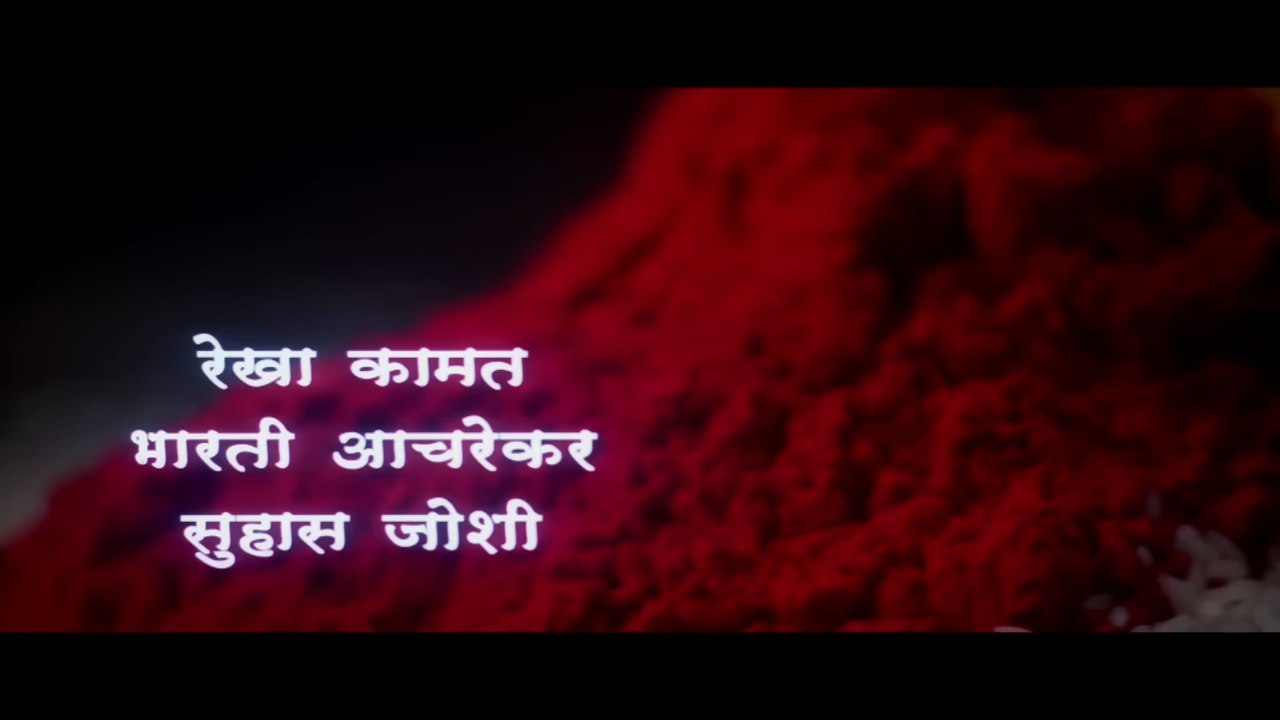 रेखा कामत
भारती आचरेकर
सुहास जोशी